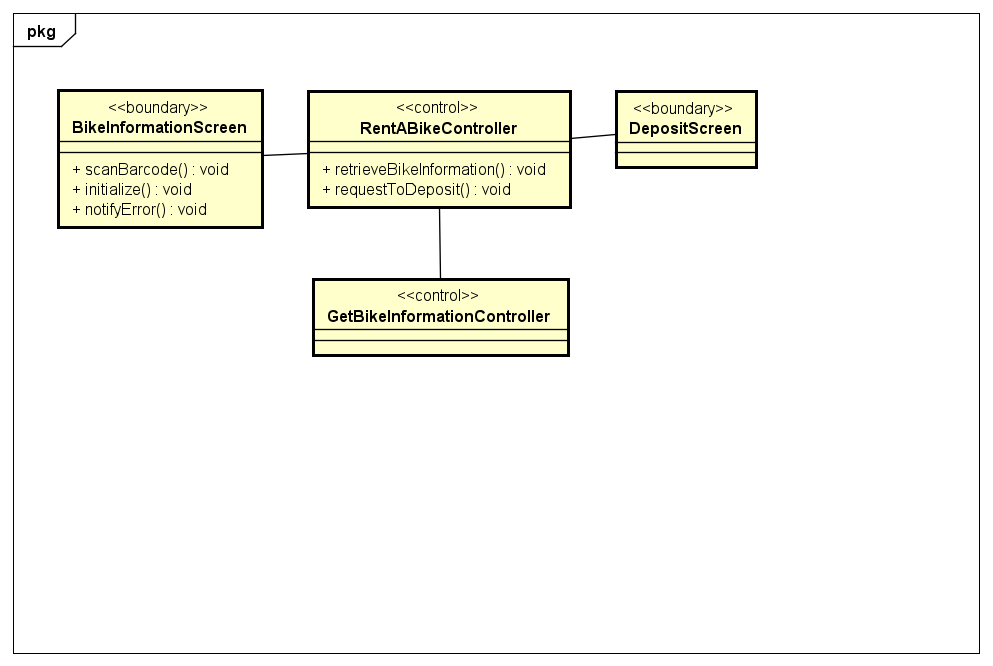 pkg
<<boundary>>
BikeInformationScreen
+ scanBarcode() : void
+ initialize() : void
+ notifyError() : void
<<control>>
RentABikeController
+ retrieveBikeInformation() : void
+ requestToDeposit() : void
<<boundary>>
DepositScreen
<<control>>
GetBikeInformationController